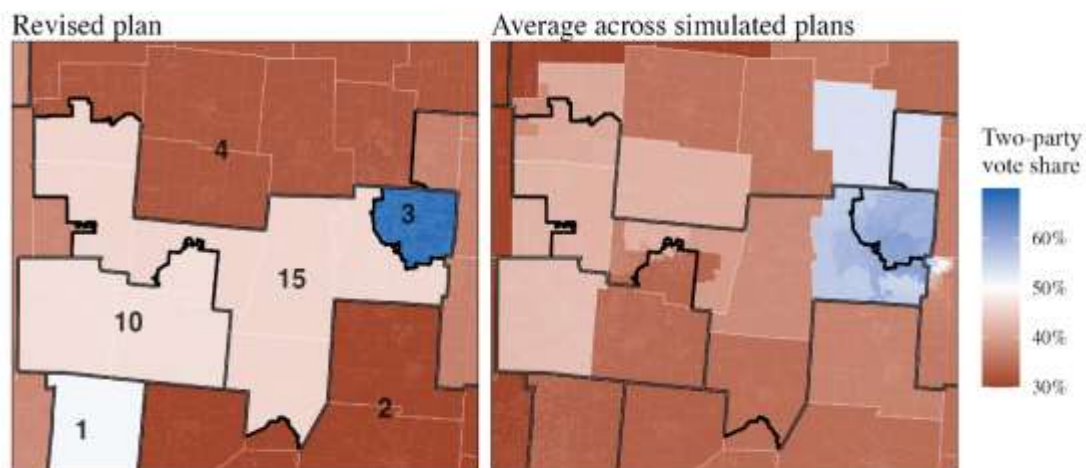 Revised plan
Average across simulated plans
4
3
15
10
2
1
Two-party
vote share
60%
50%
40%
30%